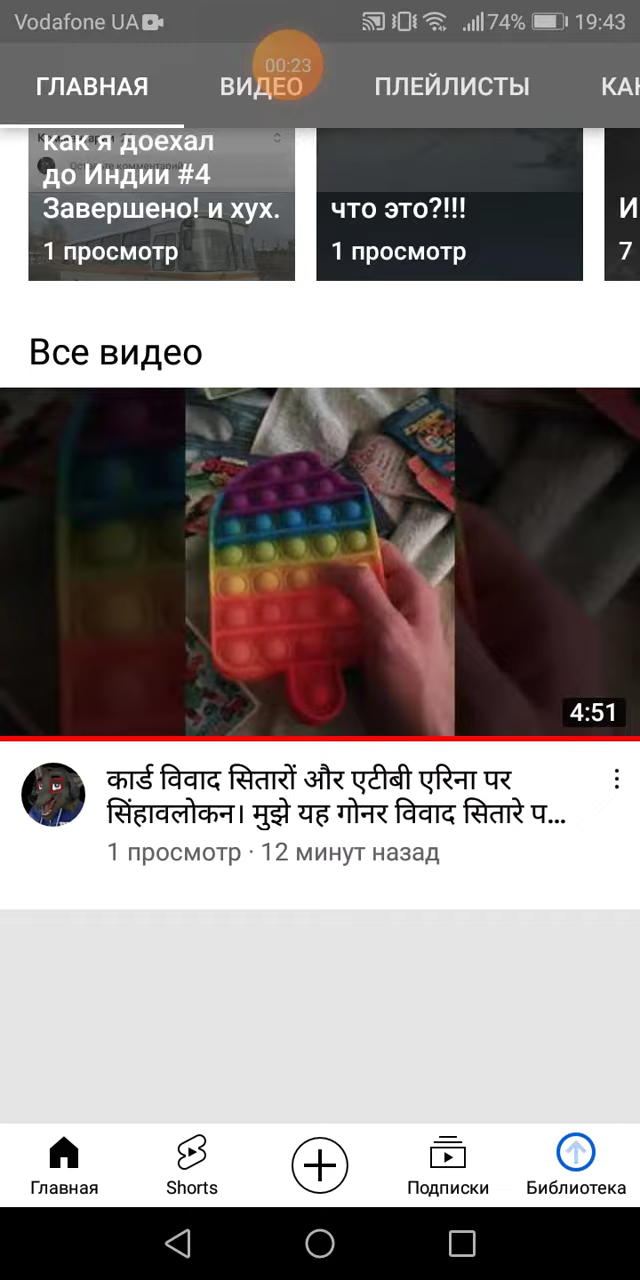 Vodafone UA 74% 19:43
00:23
ГЛАВНАЯ ВИДЕО ПЛЕЙЛИСТЫ КАН
как я доехал
до Индии #4
Завершено! и хух.
1 просмотр
что это?!!!
1 просмотр
И
7
Все видео
4:51
कार्ड विवाद सितारों और एटीबी एरिना पर
सिंहावलोकन। मुझे यह गोनर विवाद सितारे प...
1 просмотр · 12 минут назад
Главная Shorts Подписки Библиотека